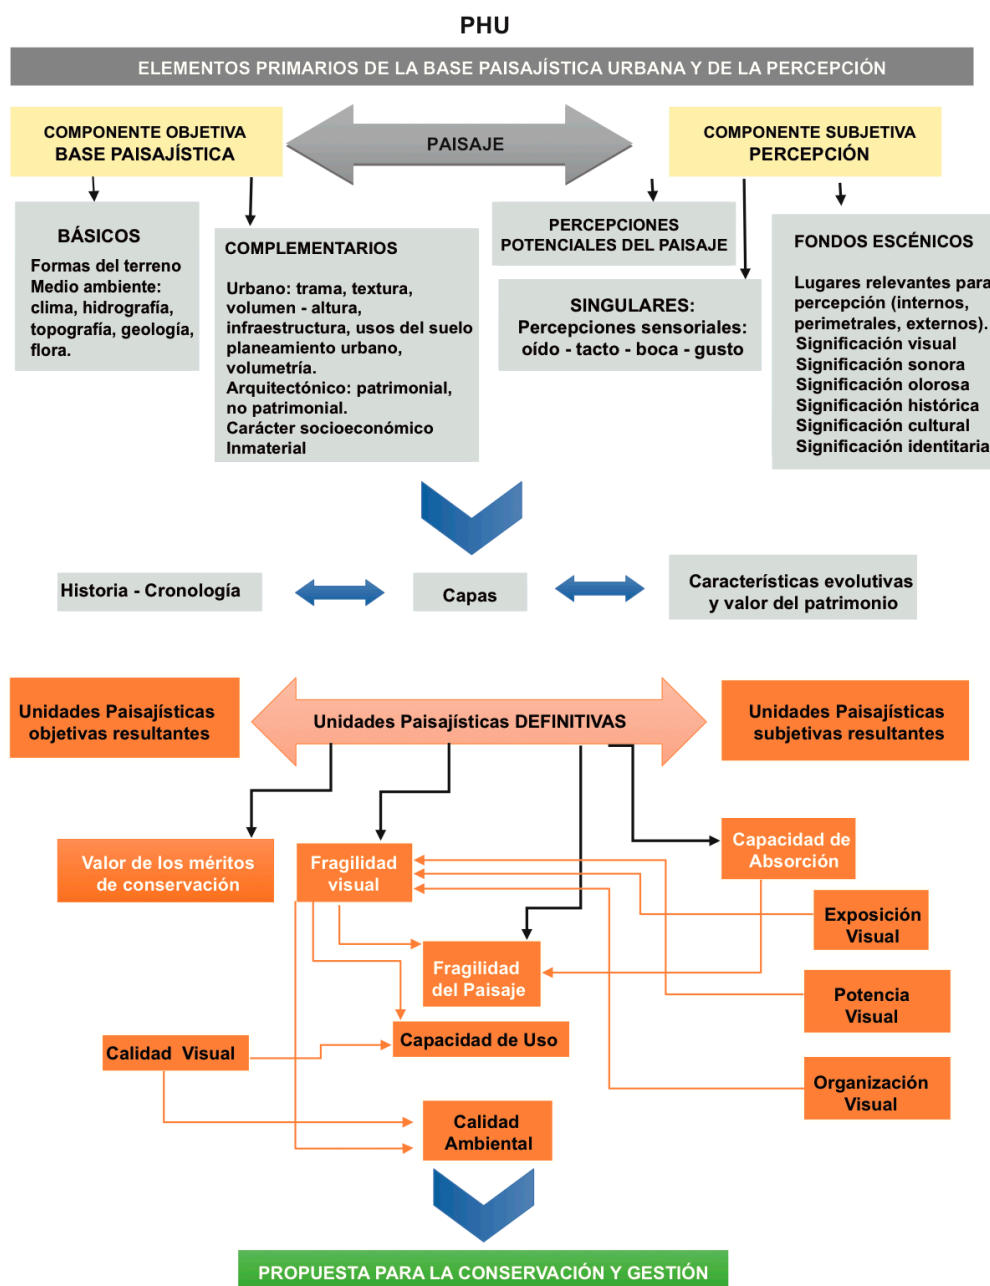 PHU
ELEMENTOS PRIMARIOS DE LA BASE PAISAJÍSTICA URBANA Y DE LA PERCEPCIÓN
COMPONENTE OBJETIVA
BASE PAISAJÍSTICA
PAISAJE
COMPONENTE SUBJETIVA
PERCEPCIÓN
BÁSICOS
Formas del terreno
Medio ambiente:
clima, hidrografía,
topografía, geología,
flora.
COMPLEMENTARIOS
Urbano: trama, textura,
volumen - altura,
infraestructura, usos del suelo
planeamiento urbano,
volumetría.
Arquitectónico: patrimonial,
no patrimonial.
Carácter socioeconómico
Inmaterial
PERCEPCIONES
POTENCIALES DEL PAISAJE
SINGULARES:
Percepciones sensoriales:
oído - tacto - boca - gusto
FONDOS ESCÉNICOS
Lugares relevantes para
percepción (internos,
perimetrales, externos).
Significación visual
Significación sonora
Significación olorosa
Significación histórica
Significación cultural
Significación identitaria
Historia - Cronología
Capas
Características evolutivas
y valor del patrimonio
Unidades Paisajísticas
objetivas resultantes
Unidades Paisajísticas DEFINITIVAS
Unidades Paisajísticas
subjetivas resultantes
Valor de los méritos
de conservación
Fragilidad
visual
Capacidad de
Absorción
Exposición
Visual
Fragilidad
del Paisaje
Potencia
Visual
Capacidad de Uso
Calidad Visual
Organización
Visual
Calidad
Ambiental
PROPUESTA PARA LA CONSERVACIÓN Y GESTIÓN